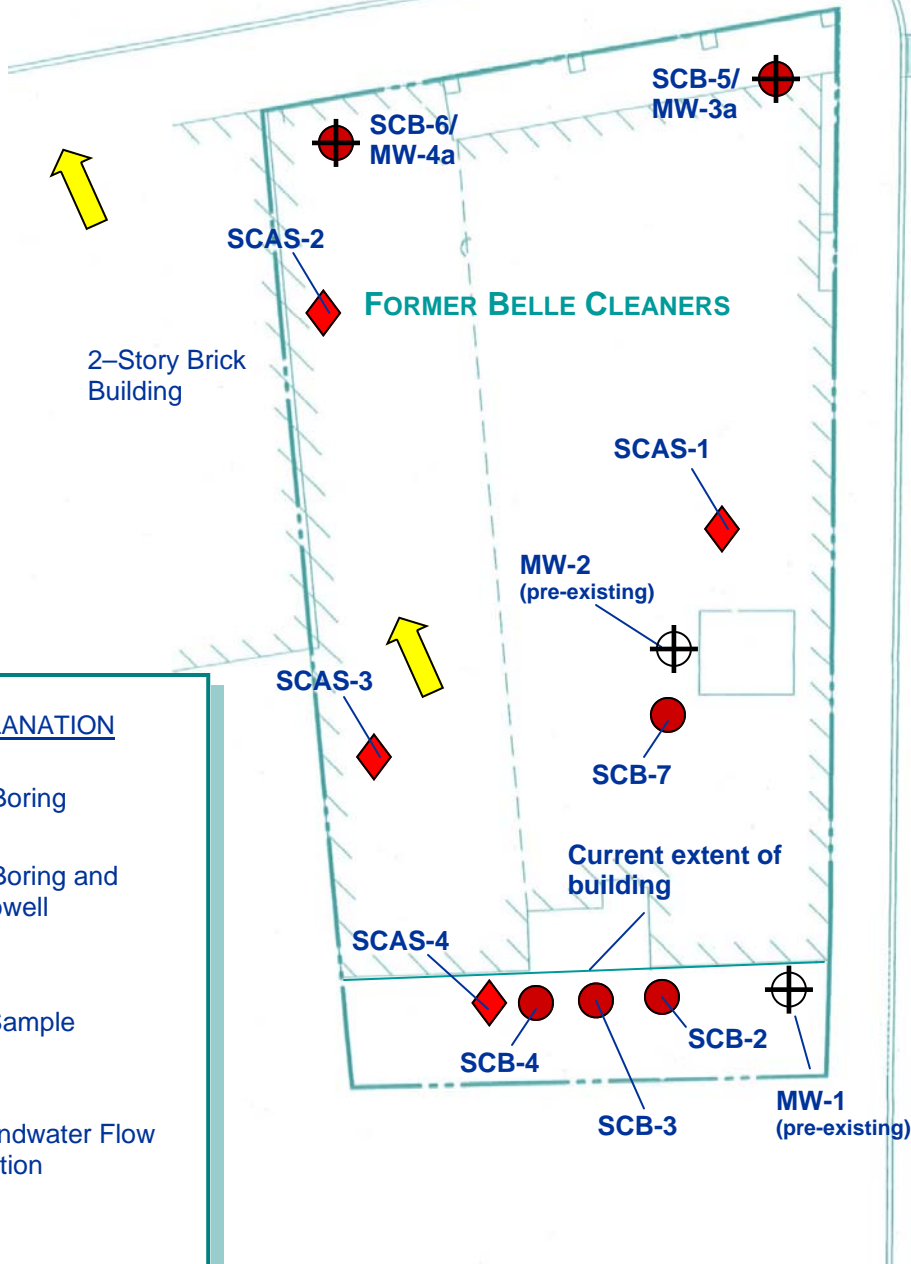 SCB-5/
MW-3a
SCB-6/
MW-4a
SCAS-2
FORMER BELLE CLEANERS
2–Story Brick
Building
SCAS-1
MW-2
(pre-existing)
SCAS-3
SCB-7
Current extent of
building
SCAS-4
SCB-4
SCB-2
SCB-3
MW-1
(pre-existing)
LANATION
Boring
Boring and
owell
Sample
ndwater Flow
tion